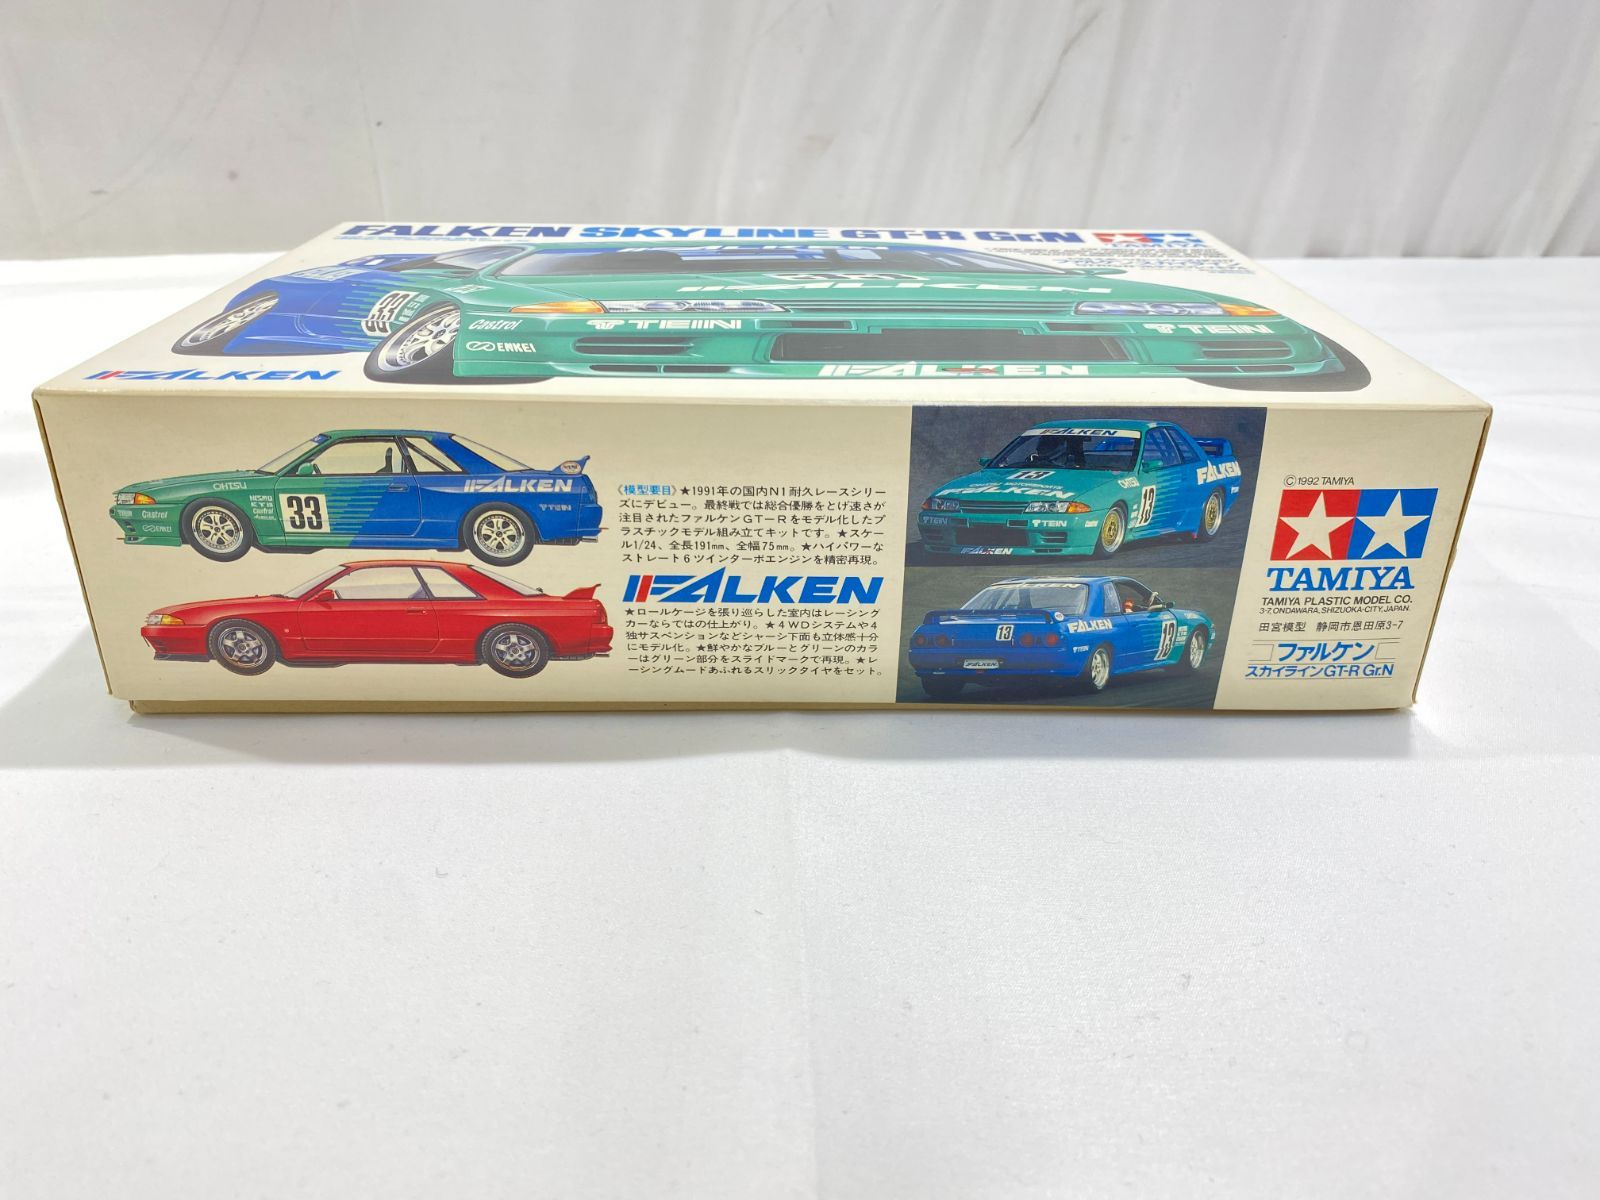 FALKEN SKYLINE GT-R Gr.N
TAMIYA
33
Castrol
ENKEI
FALKEN
TEIN
TEIN
FALKEN
FALKEN
OHTSU
33
FALKEN
TEIN
TEIN
Castrol
ENKEI
《模型要目》★1991年の国内N1耐久レースシリー
ズにデビュー。最終戦では総合優勝をとげ速さが
注目されたファルケンGT-Rをモデル化したプ
ラスチックモデル組み立てキットです。★スケー
ル1/24、全長191mm、全幅75mm。★ハイパワーな
ストレート6ツインターボエンジンを精密再現。
FALKEN
★ロールケージを張り巡らした室内はレーシング
カーならではの仕上がり。★4WDシステムや4
独サスペンションなどシャーシ下面も立体感十分
にモデル化。★鮮やかなブルーとグリーンのカラ
ーはグリーン部分をスライドマークで再現。★レ
ーシングムードあふれるスリックタイヤをセット。
FALKEN
13
OHTSU MOTORSPORTS
FALKEN
13
TEIN
TEIN
FALKEN
13
FALKEN
13
FALKEN
©1992 TAMIYA
TAMIYA
TAMIYA PLASTIC MODEL CO.
3-7, ONDAWARA, SHIZUOKA-CITY, JAPAN.
田宮模型 静岡市恩田原3-7
ファルケン
スカイラインGT-R Gr.N